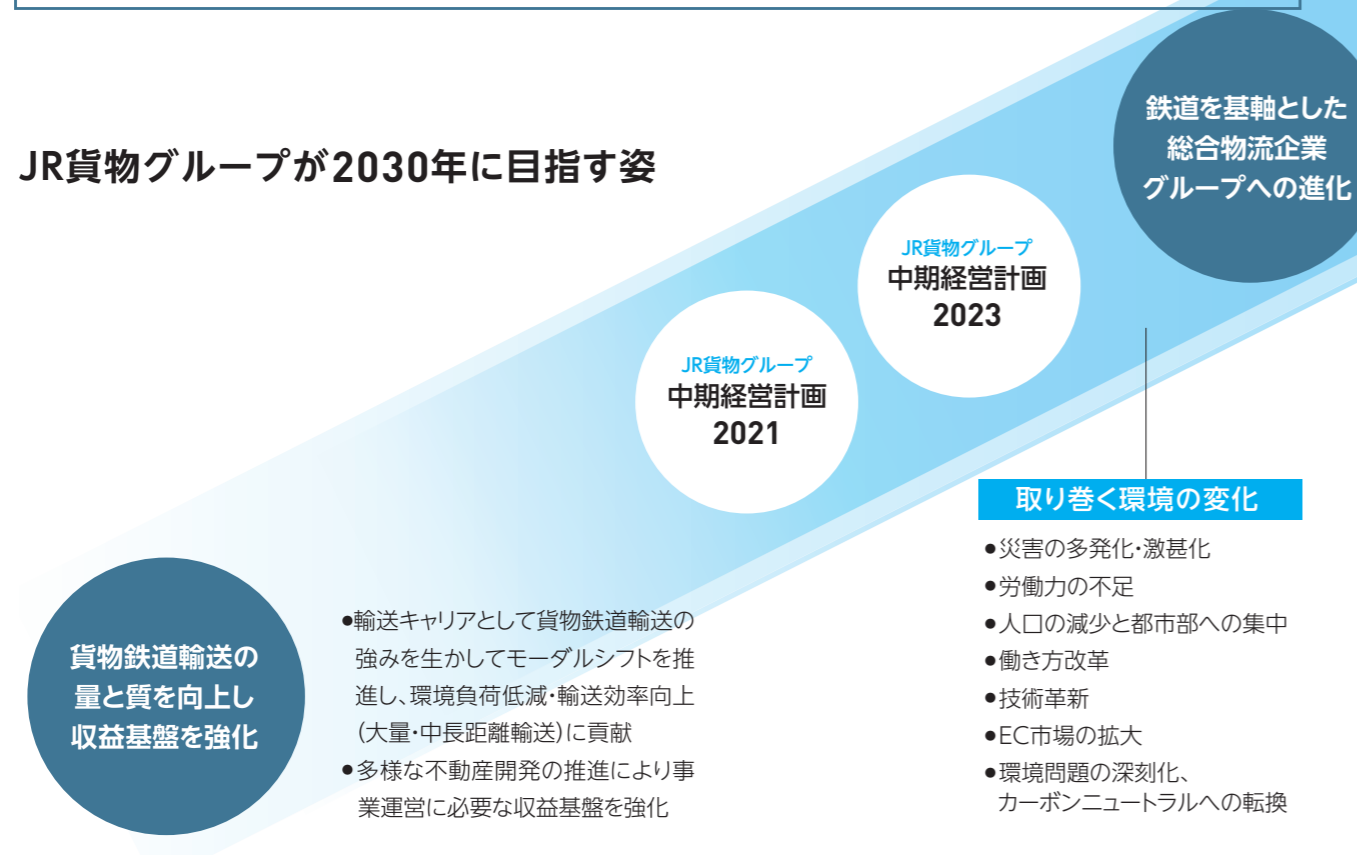 JR貨物グループが2030年に目指す姿
鉄道を基軸とした
総合物流企業
グループへの進化
JR貨物グループ
中期経営計画
2023
JR貨物グループ
中期経営計画
2021
貨物鉄道輸送の
量と質を向上し
収益基盤を強化
●輸送キャリアとして貨物鉄道輸送の
強みを生かしてモーダルシフトを推
進し、環境負荷低減・輸送効率向上
(大量・中長距離輸送)に貢献
●多様な不動産開発の推進により事
業運営に必要な収益基盤を強化
取り巻く環境の変化
●災害の多発化・激甚化
●労働力の不足
●人口の減少と都市部への集中
●働き方改革
●技術革新
●EC市場の拡大
●環境問題の深刻化、
カーボンニュートラルへの転換